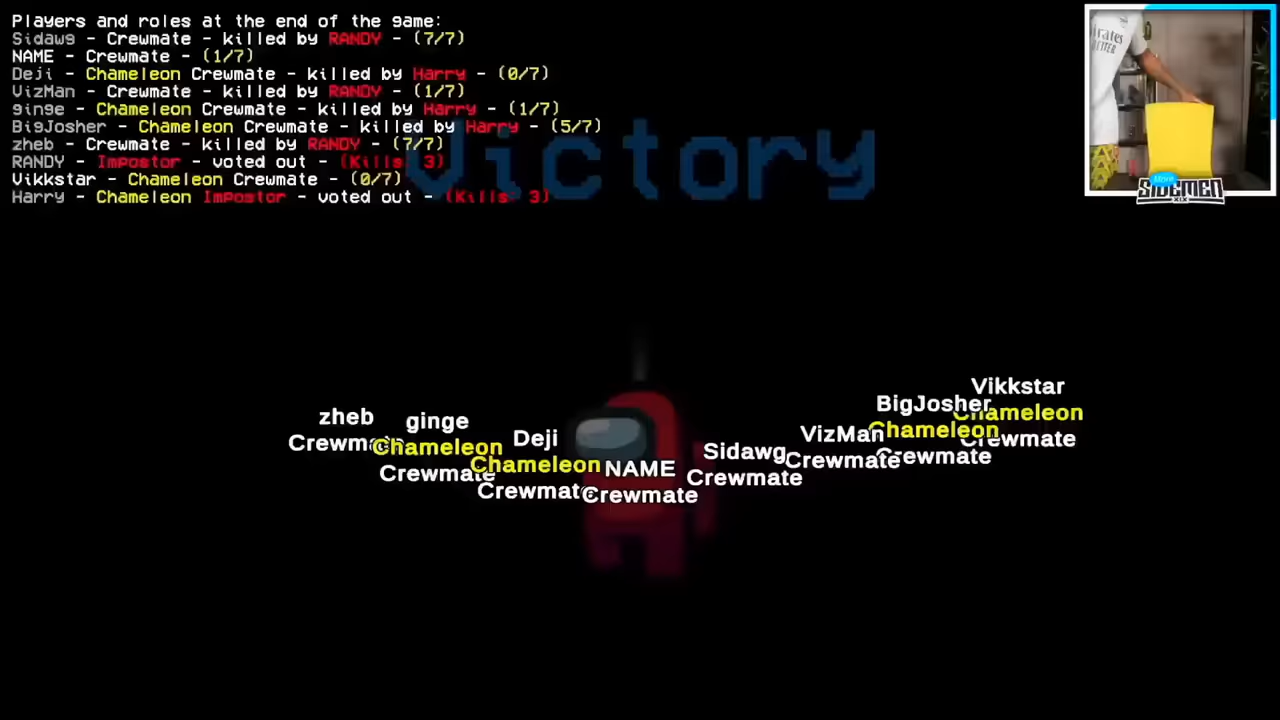 Players and roles at the end of the game:
Sidawg - Crewmate - killed by RANDY - (7/7)
NAME - Crewmate - (1/7)
Deji - Chameleon Crewmate - killed by Harry - (0/7)
VizMan - Crewmate - killed by RANDY - (1/7)
ginge - Chameleon Crewmate - killed by Harry - (1/7)
BigJosher - Chameleon Crewmate - killed by Harry - (5/7)
zheb - Crewmate - killed by RANDY - (7/7)
RANDY - Impostor - voted out - (Kills: 3)
Vikkstar - Chameleon Crewmate - (0/7)
Harry - Chameleon Impostor - voted out - (Kills: 3)
Victory
More
SIDEMEN
zheb
Crewmate
ginge
Chameleon
Crewmate
Deji
Chameleon
Crewmate
NAME
Crewmate
Sidawg
Crewmate
VizMan
Crewmate
BigJosher
Chameleon
Crewmate
Vikkstar
Chameleon
Crewmate